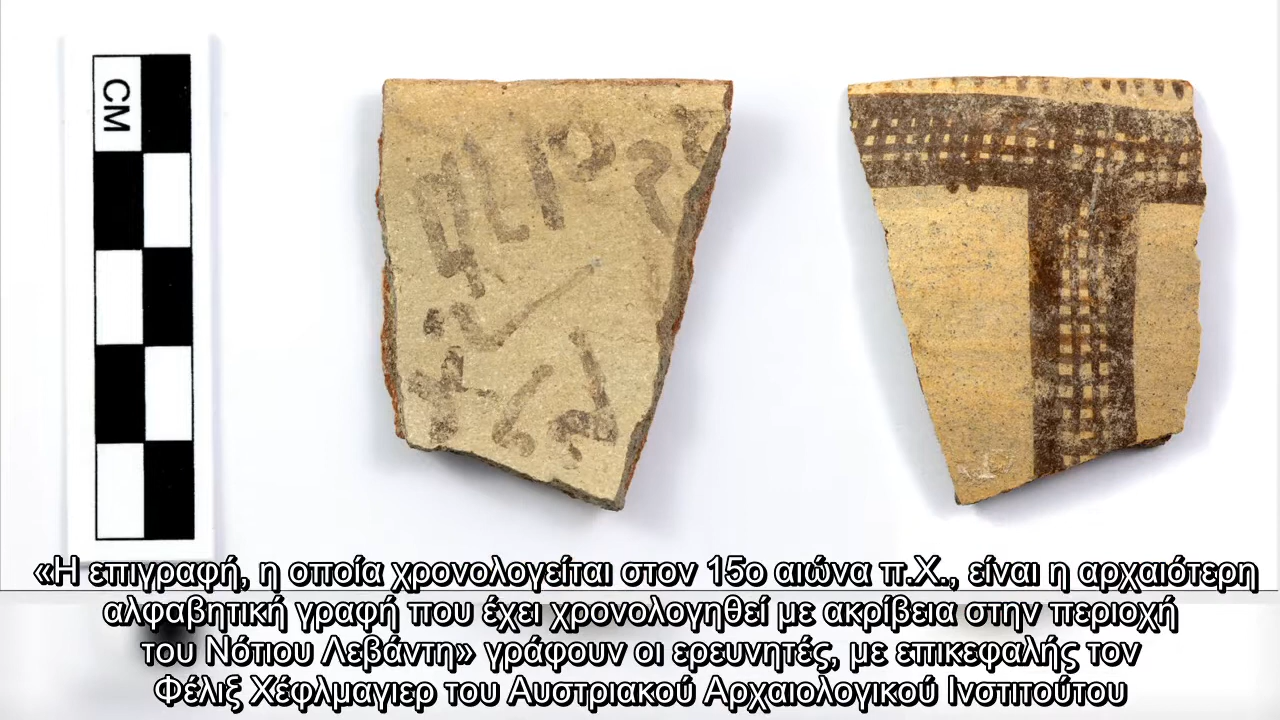 CM
«Η επιγραφή, η οποία χρονολογείται στον 15ο αιώνα π.Χ., είναι η αρχαιότερη
αλφαβητική γραφή που έχει χρονολογηθεί με ακρίβεια στην περιοχή
του Νότιου Λεβάντη» γράφουν οι ερευνητές, με επικεφαλής τον
Φέλιξ Χέφλμαγιερ του Αυστριακού Αρχαιολογικού Ινστιτούτου